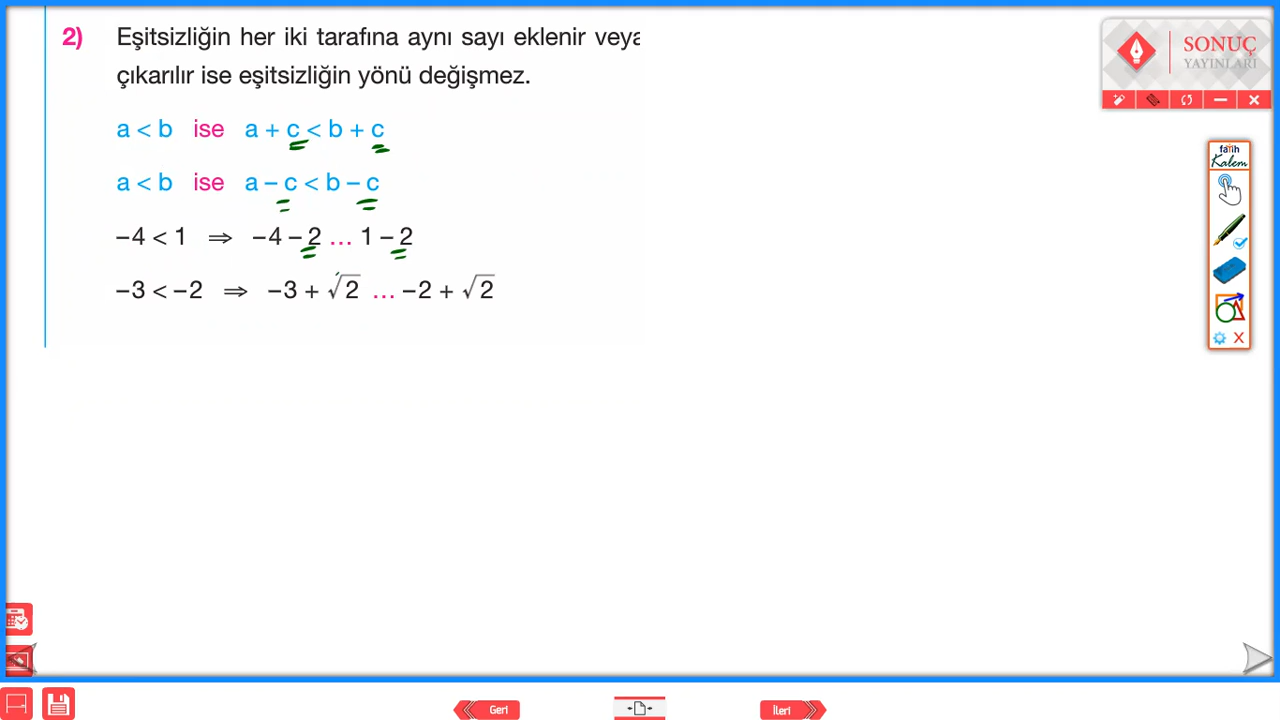 2) Eşitsizliğin her iki tarafına aynı sayı eklenir veya
çıkarılır ise eşitsizliğin yönü değişmez.
a < b ise a + c < b + c
a < b ise a – c < b – c
–4 < 1 ⇒ –4 – 2 ... 1 – 2
–3 < –2 ⇒ –3 + √2 ... –2 + √2
SONUÇ
YAYINLARI
fatih
Kalem
Geri
İleri